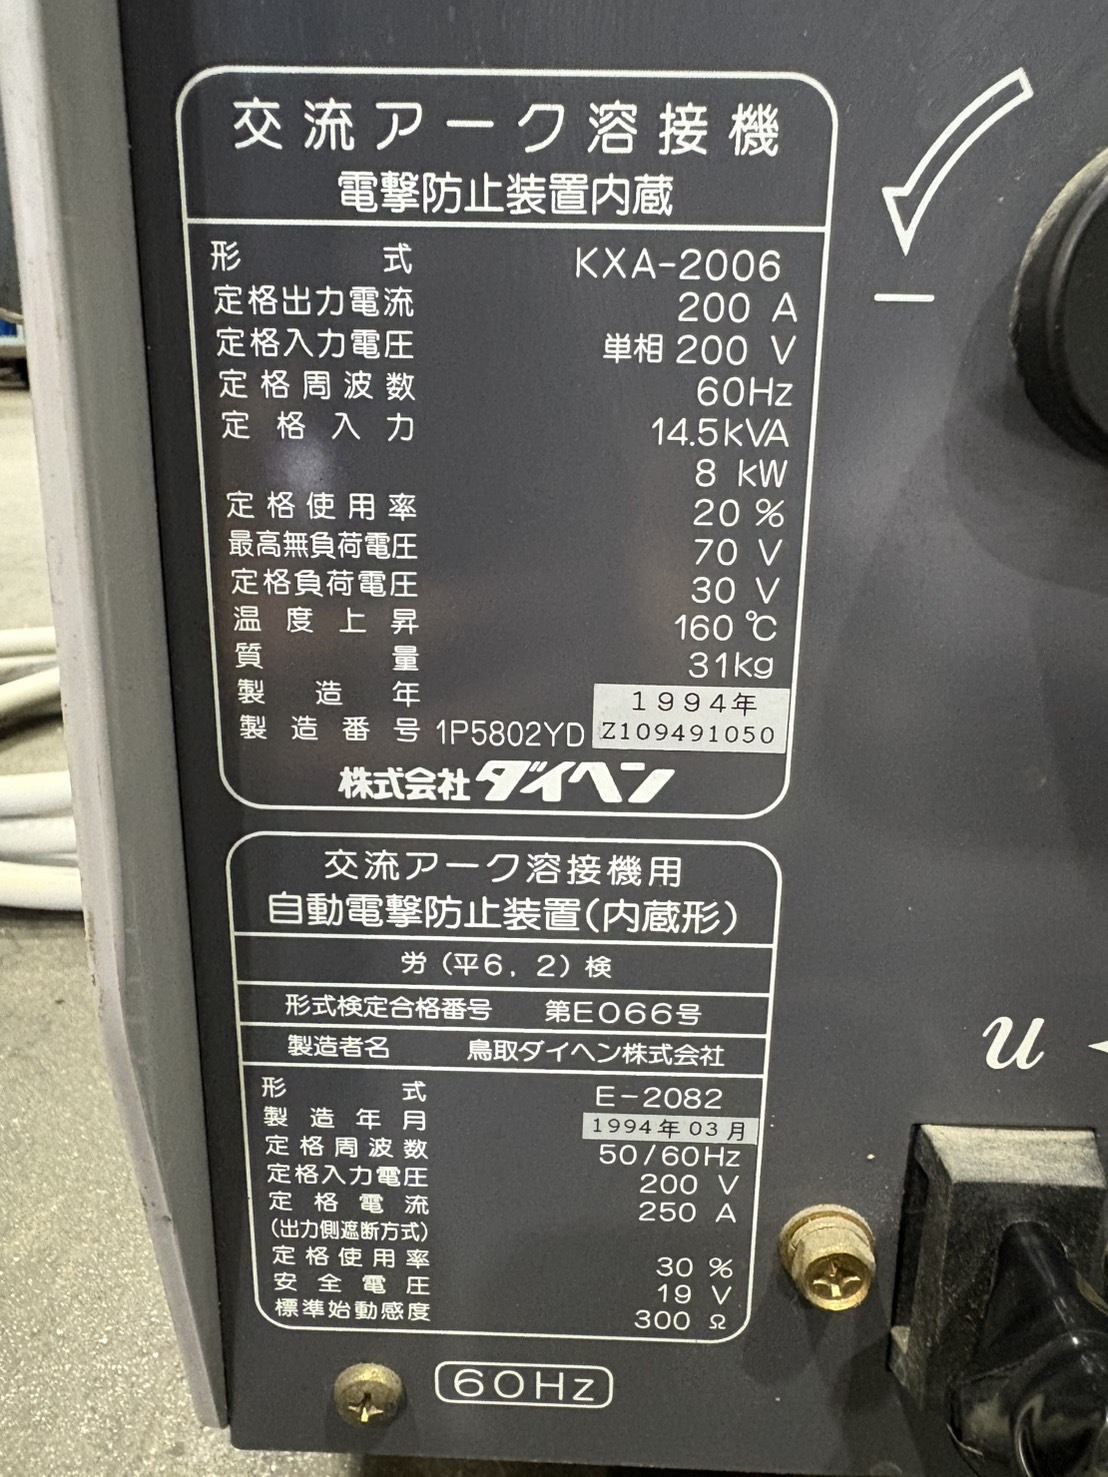 交流アーク溶接機
電撃防止装置内蔵
形式 KXA-2006
定格出力電流 200 A
定格入力電圧 単相 200 V
定格周波数 60Hz
定格入力 14.5kVA
8 kW
定格使用率 20 %
最高無負荷電圧 70 V
定格負荷電圧 30 V
温度上昇 160 ℃
質量 31kg
製造年 1994年
製造番号 1P5802YD Z109491050
株式会社ダイヘン
交流アーク溶接機用
自動電撃防止装置(内蔵形)
労(平6.2)検
形式検定合格番号 第E066号
製造者名 鳥取ダイヘン株式会社
形式 E-2082
製造年月 1994年03月
定格周波数 50/60Hz
定格入力電圧 200 V
定格電流 250 A
(出力側遮断方式)
定格使用率 30 %
安全電圧 19 V
標準始動感度 300 Ω
60Hz
u